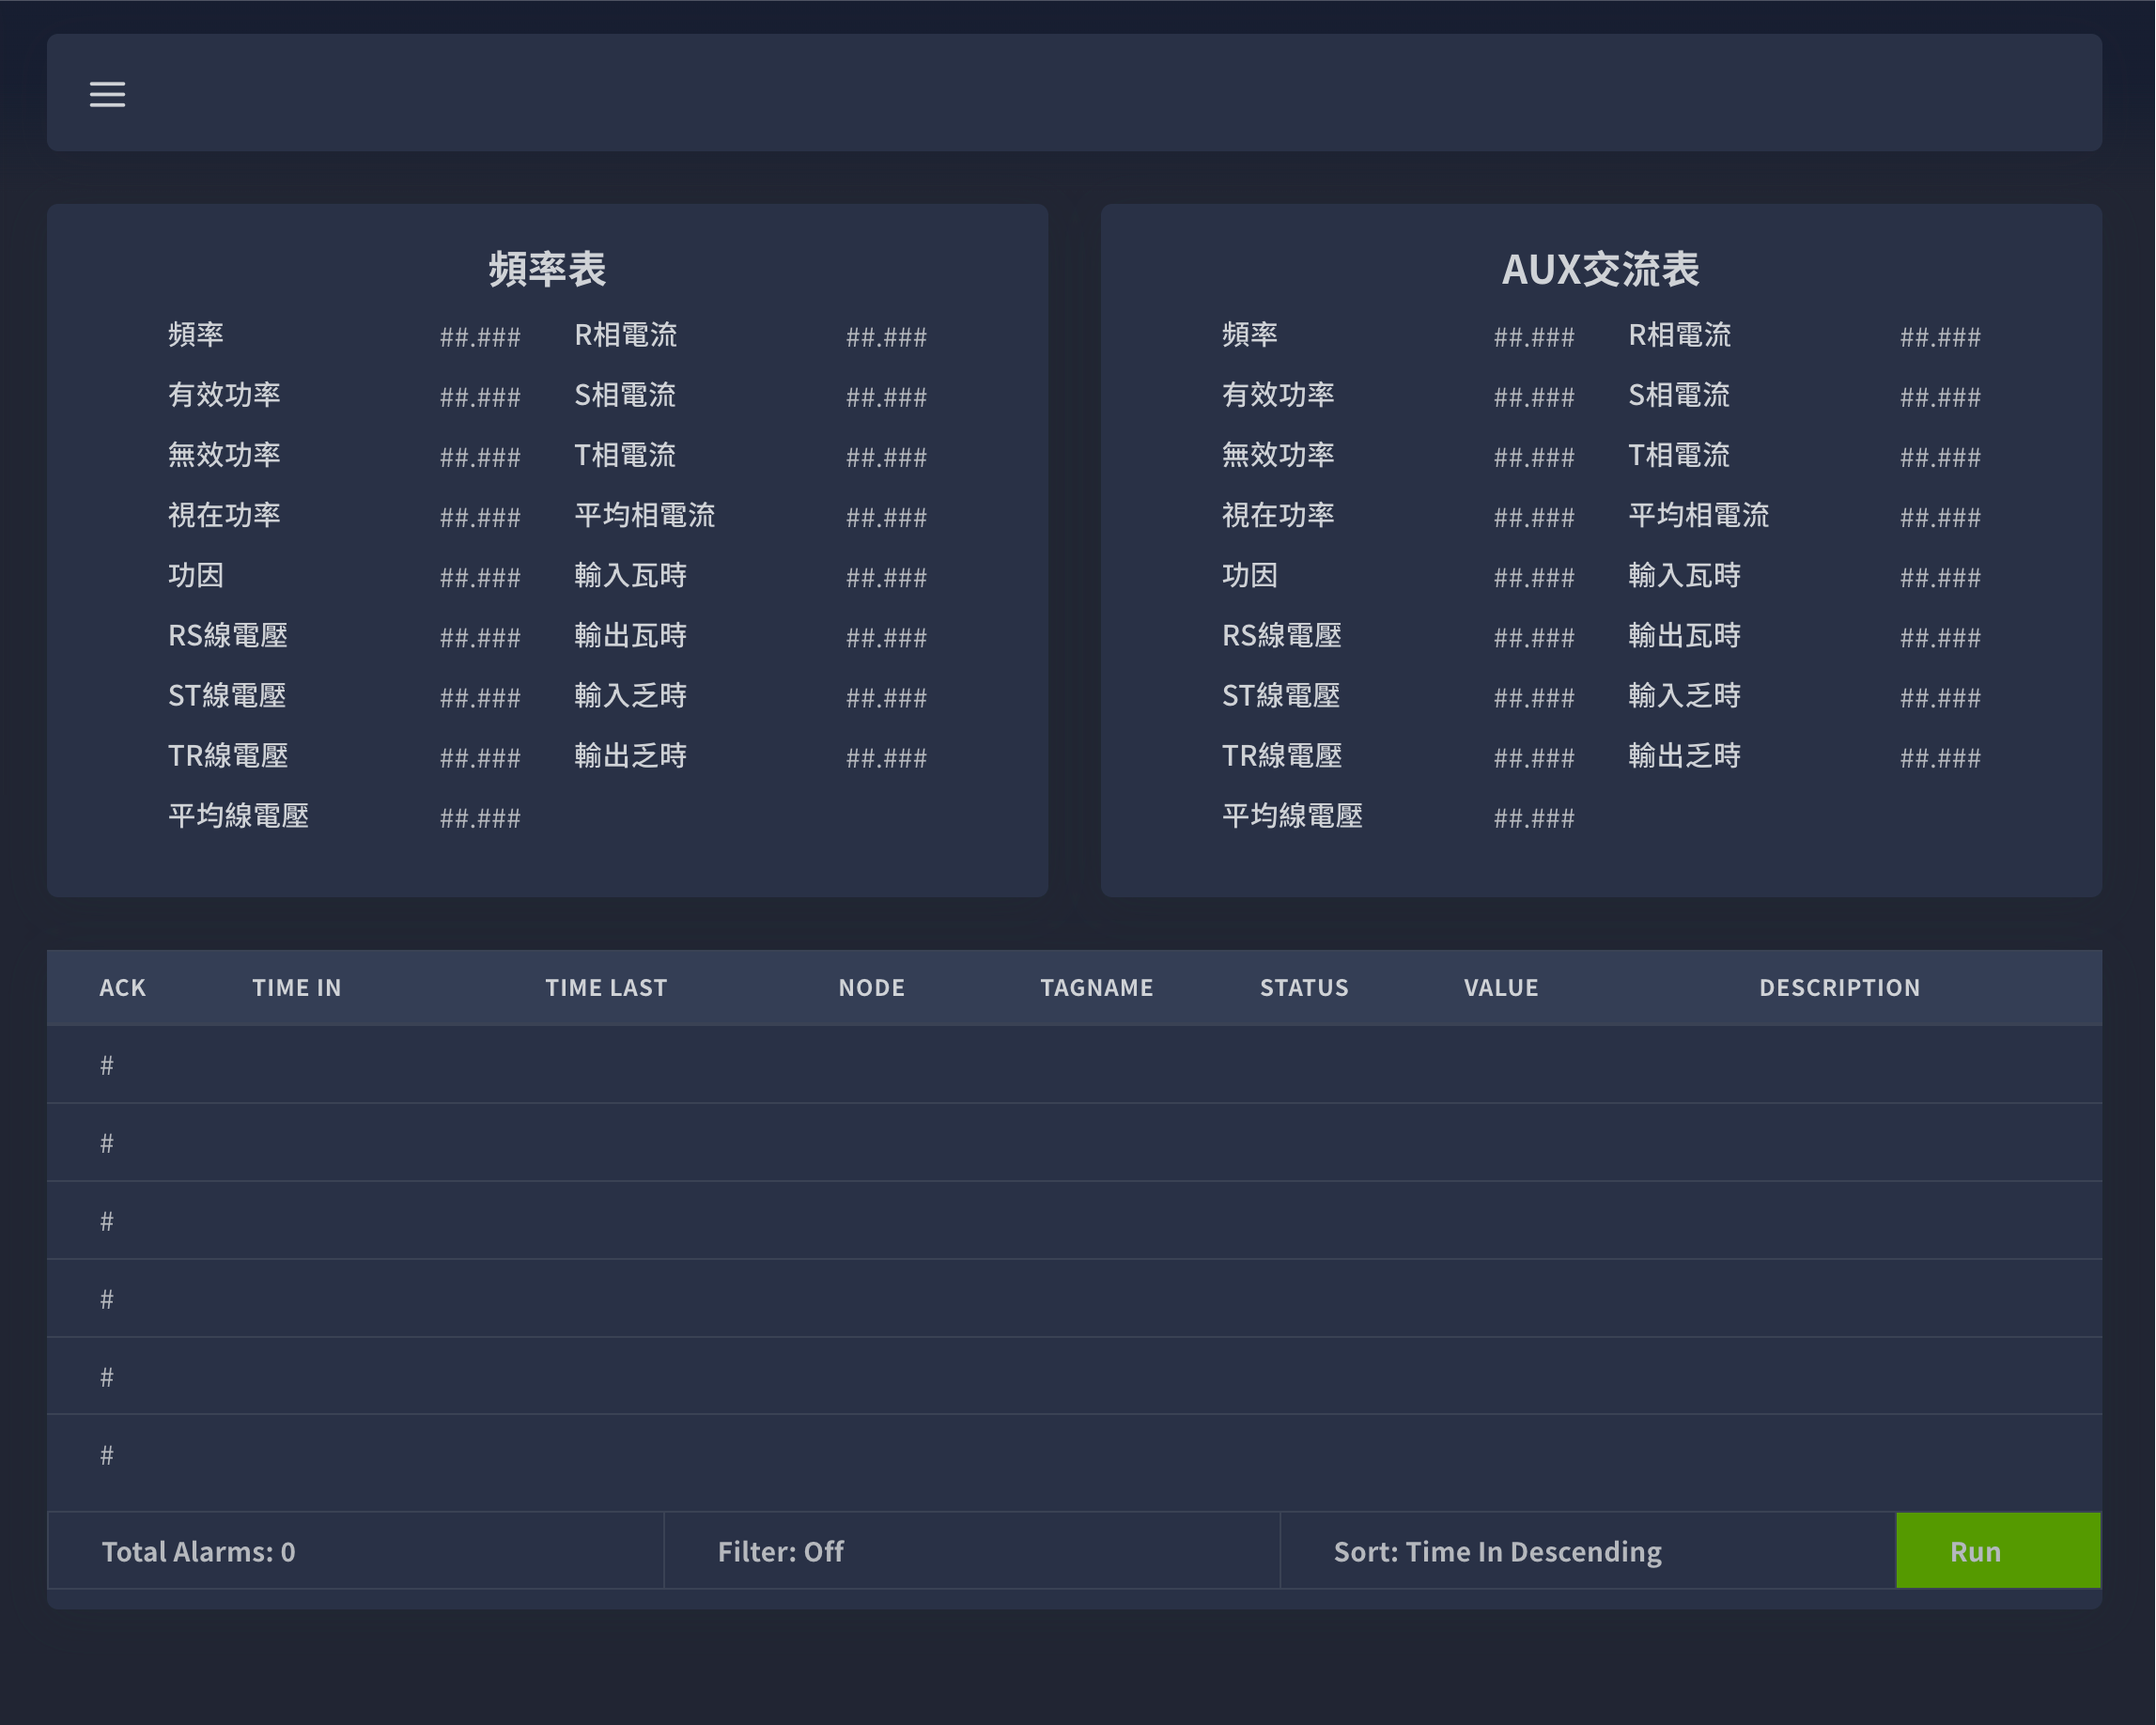 頻率表
頻率 ##.### R相電流 ##.###
有效功率 ##.### S相電流 ##.###
無效功率 ##.### T相電流 ##.###
視在功率 ##.### 平均相電流 ##.###
功因 ##.### 輸入瓦時 ##.###
RS線電壓 ##.### 輸出瓦時 ##.###
ST線電壓 ##.### 輸入乏時 ##.###
TR線電壓 ##.### 輸出乏時 ##.###
平均線電壓 ##.###
AUX交流表
頻率 ##.### R相電流 ##.###
有效功率 ##.### S相電流 ##.###
無效功率 ##.### T相電流 ##.###
視在功率 ##.### 平均相電流 ##.###
功因 ##.### 輸入瓦時 ##.###
RS線電壓 ##.### 輸出瓦時 ##.###
ST線電壓 ##.### 輸入乏時 ##.###
TR線電壓 ##.### 輸出乏時 ##.###
平均線電壓 ##.###
ACK TIME IN TIME LAST NODE TAGNAME STATUS VALUE DESCRIPTION
#
#
#
#
#
#
Total Alarms: 0 Filter: Off Sort: Time In Descending Run